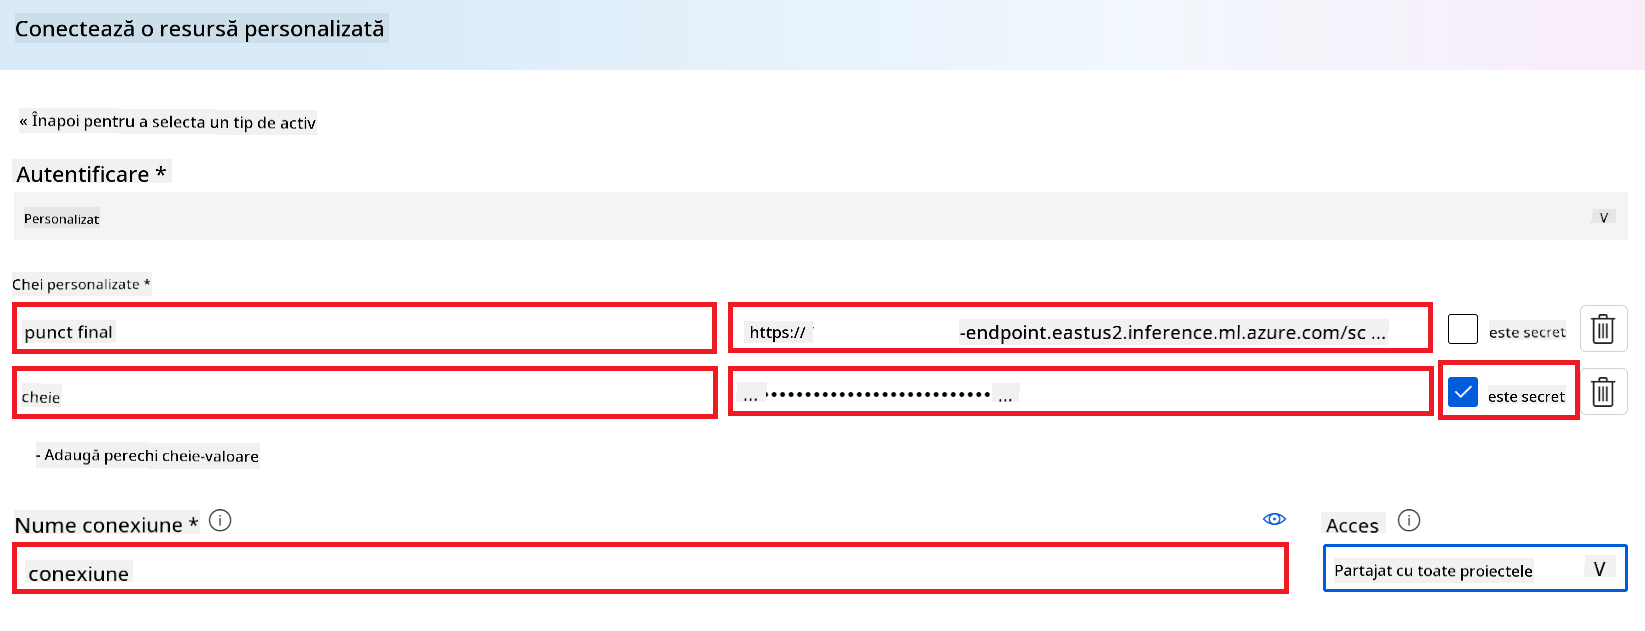 Conectează o resursă personalizată
« Înapoi pentru a selecta un tip de activ
Autentificare *
Personalizat V
Chei personalizate *
punct final https:// -endpoint.eastus2.inference.ml.azure.com/sc ... este secret
cheie ... •••••••••••••••••••••••••••• ... este secret
- Adaugă perechi cheie-valoare
Nume conexiune * Acces
conexiune Partajat cu toate proiectele V